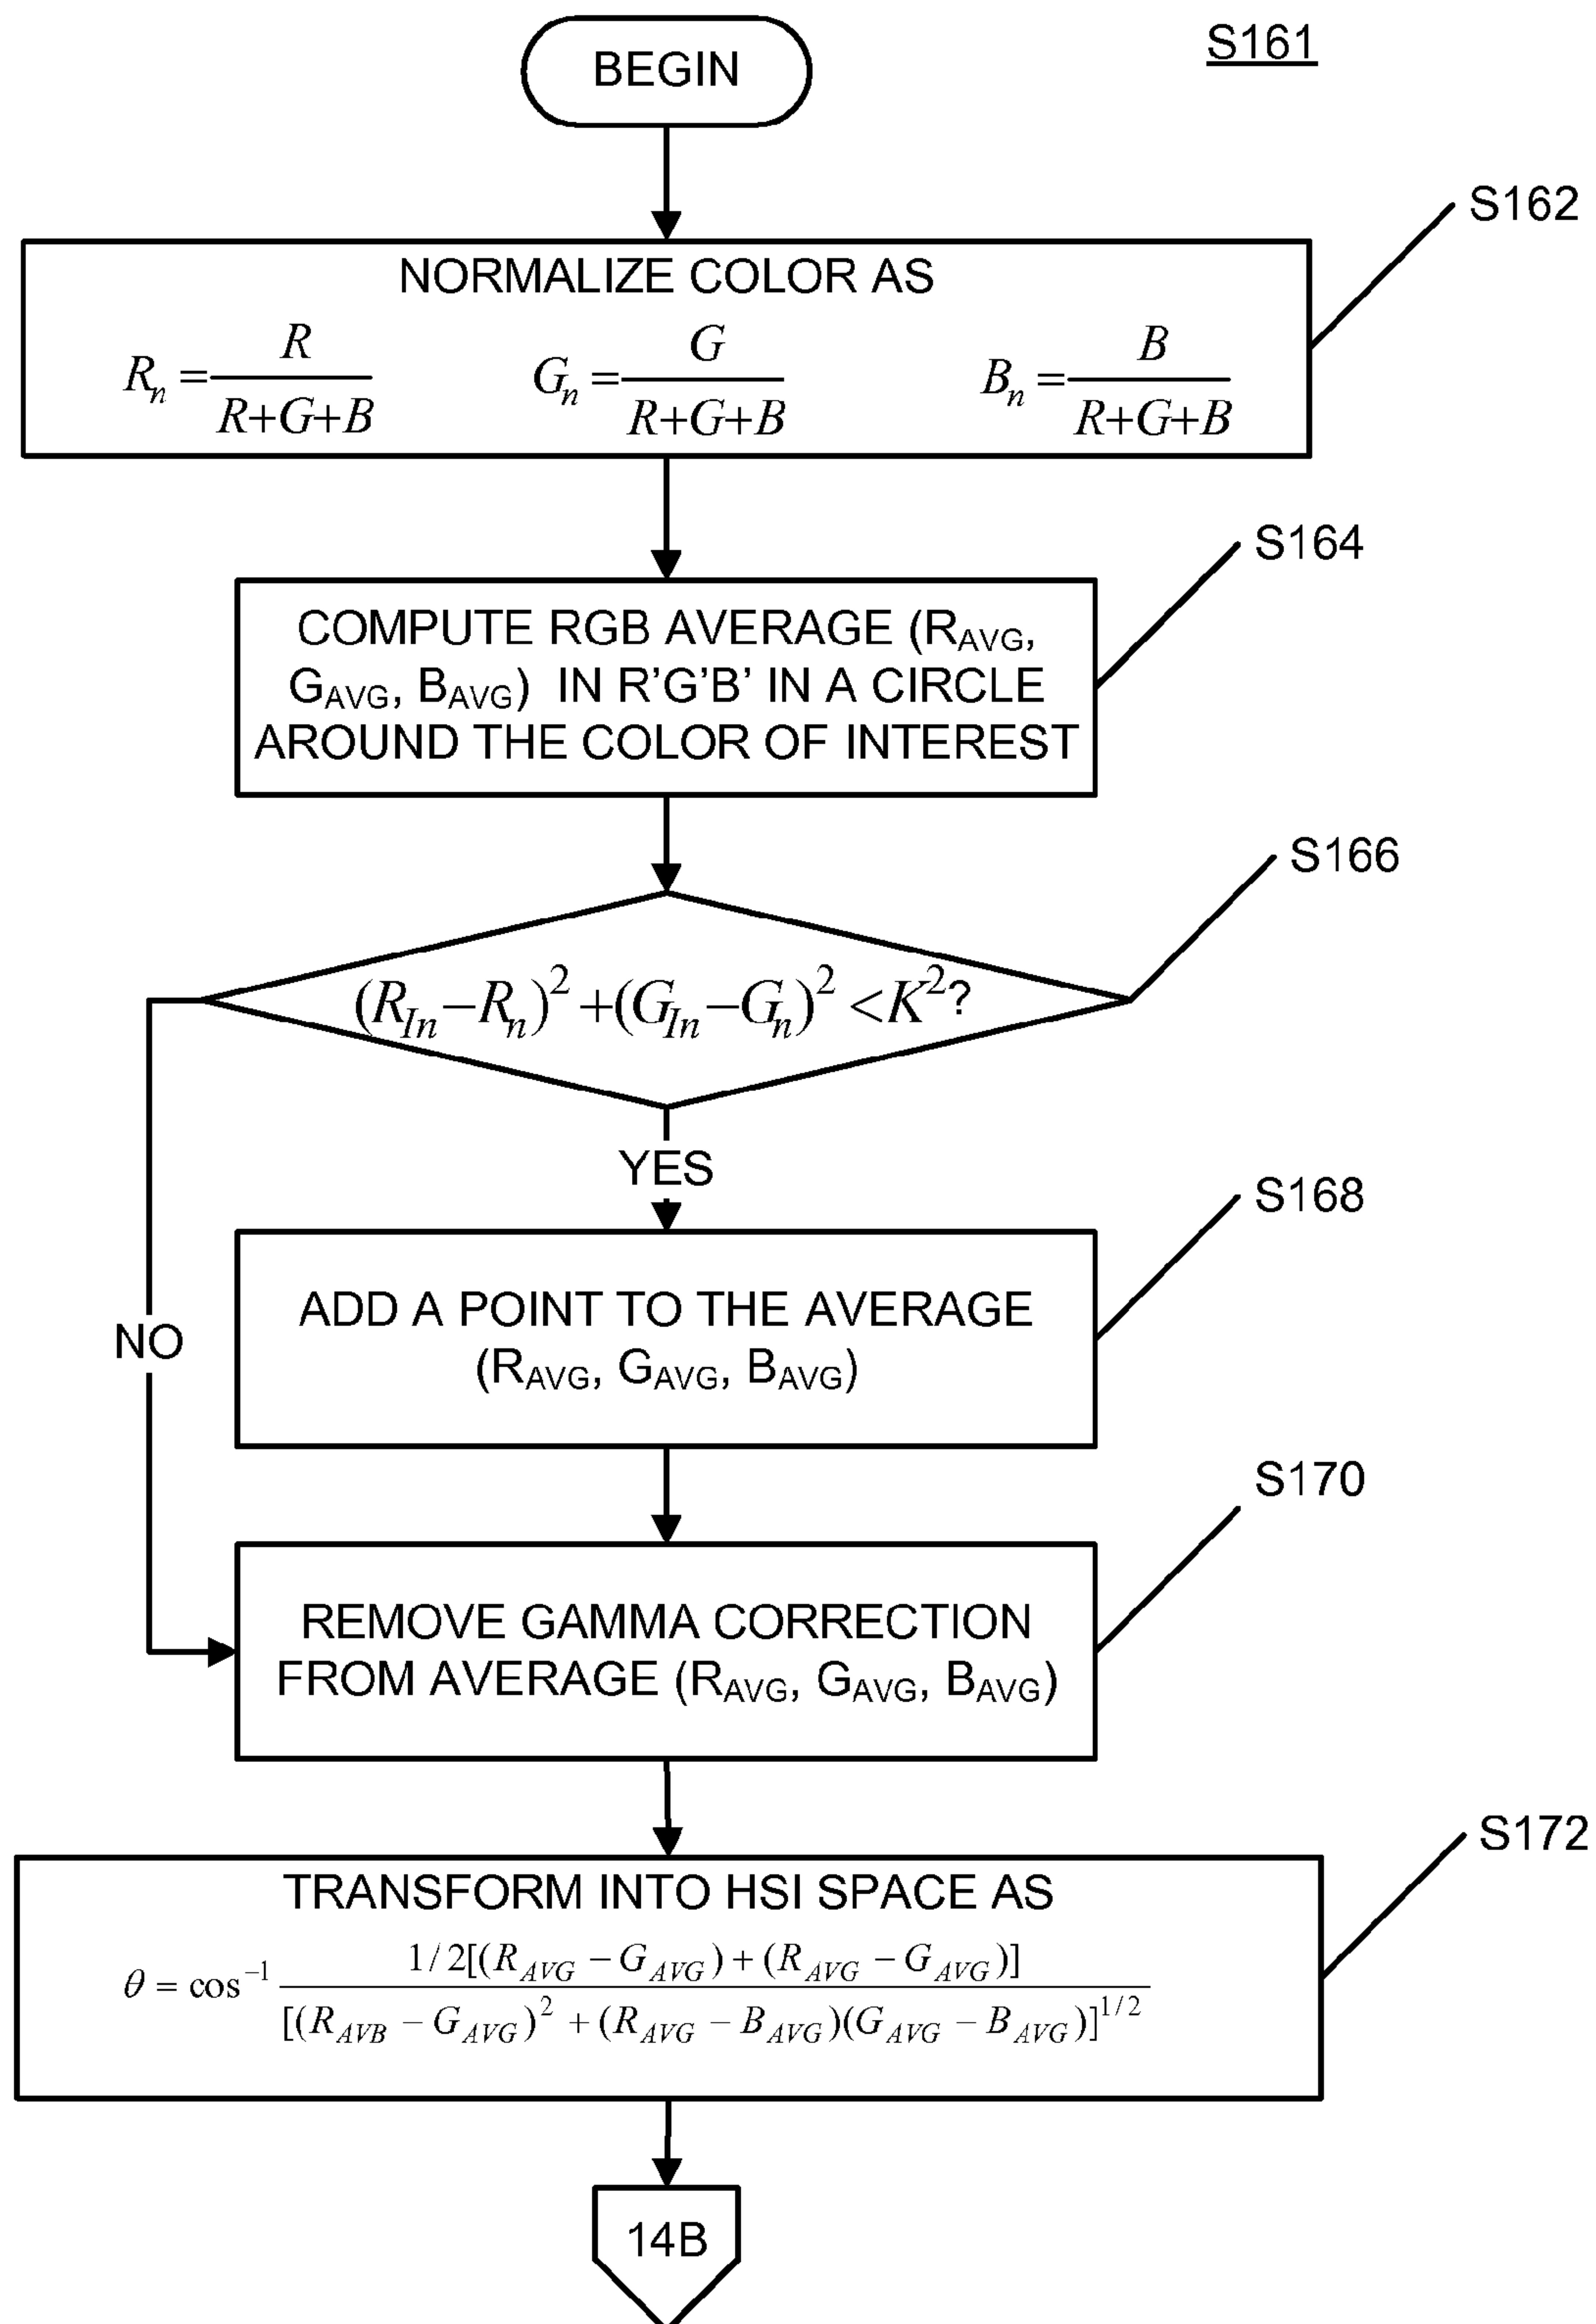 S161
BEGIN
S162
NORMALIZE COLOR AS
R_n = R/(R+G+B) G_n = G/(R+G+B) B_n = B/(R+G+B)
S164
COMPUTE RGB AVERAGE (R_AVG,
G_AVG, B_AVG) IN R'G'B' IN A CIRCLE
AROUND THE COLOR OF INTEREST
S166
(R_In − R_n)² + (G_In − G_n)² < K²?
YES
NO
S168
ADD A POINT TO THE AVERAGE
(R_AVG, G_AVG, B_AVG)
S170
REMOVE GAMMA CORRECTION
FROM AVERAGE (R_AVG, G_AVG, B_AVG)
S172
TRANSFORM INTO HSI SPACE AS
θ = cos⁻¹ 1/2[(R_AVG − G_AVG) + (R_AVG − G_AVG)] / [(R_AVB − G_AVG)² + (R_AVG − B_AVG)(G_AVG − B_AVG)]^1/2
14B